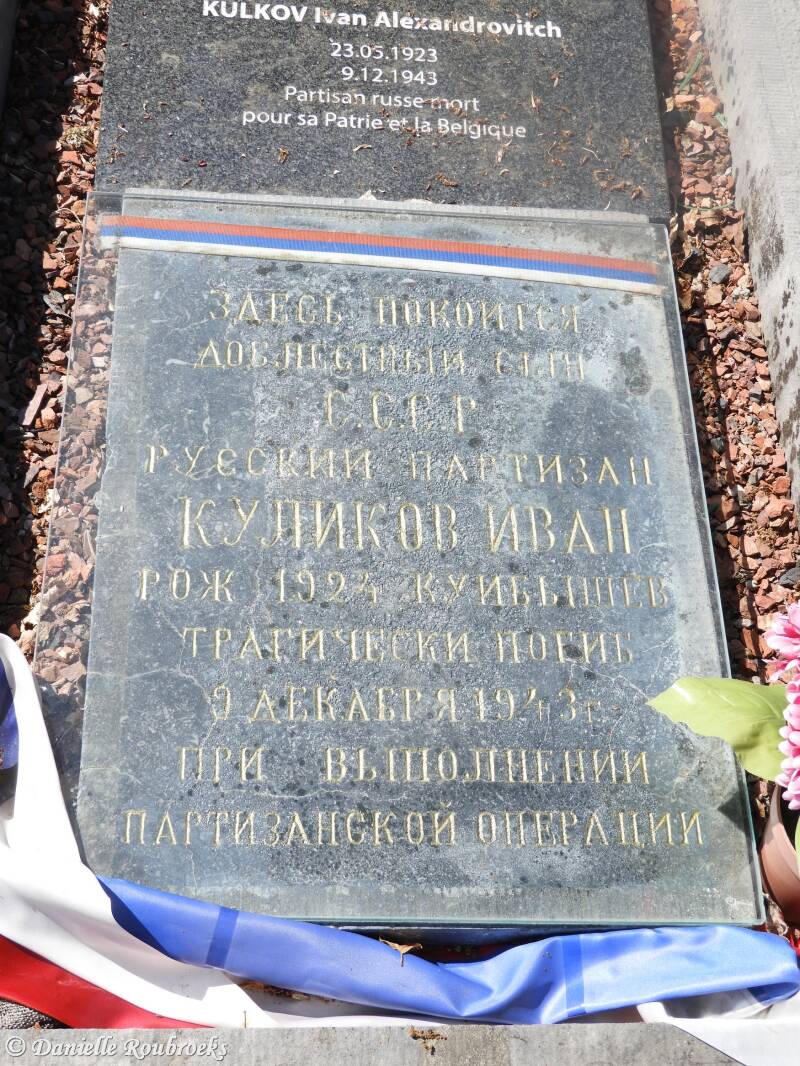 KULKOV Ivan Alexandrovitch
23.05.1923
9.12.1943
Partisan russe mort
pour sa Patrie et la Belgique
ЗДЕСЬ ПОКОИТСЯ
ДОБЛЕСТНЫЙ СЫН
С.С.С.Р
РУССКИЙ ПАРТИЗАН
КУЛИКОВ ИВАН
РОЖ 1924 КУЙБЫШЕВ
ТРАГИЧЕСКИ ПОГИБ
9 ДЕКАБРЯ 1943г.
ПРИ ВЫПОЛНЕНИИ
ПАРТИЗАНСКОЙ ОПЕРАЦИИ
© Danielle Roubroeks